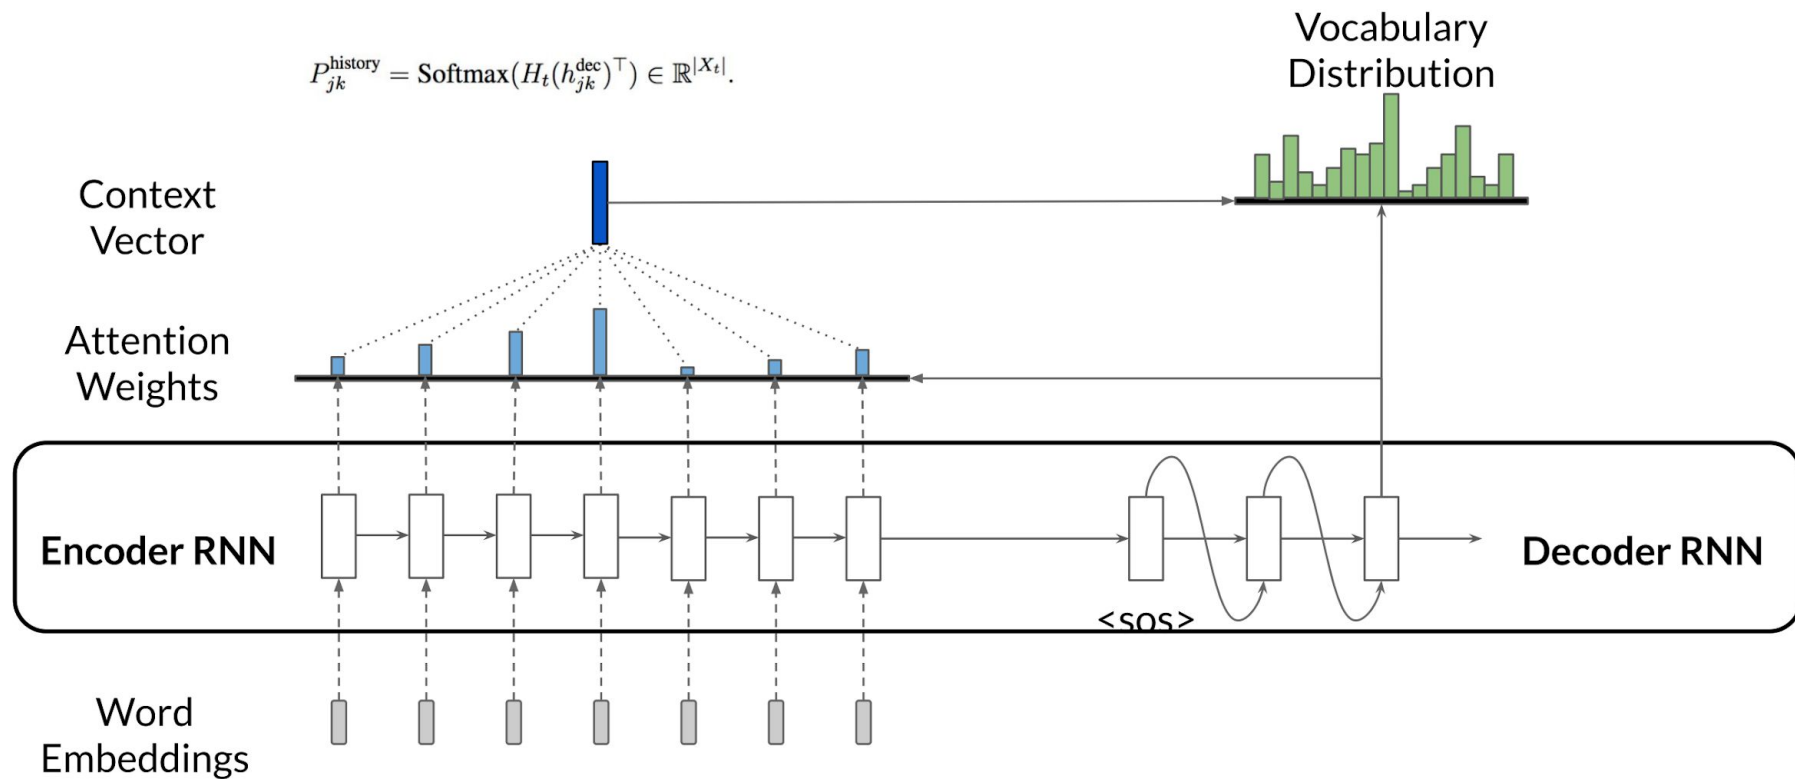 Vocabulary
Distribution
$P_{jk}^{\text{history}} = \text{Softmax}(H_t(h_{jk}^{\text{dec}})^\top) \in \mathbb{R}^{|X_t|}.$
Context
Vector
Attention
Weights
Encoder RNN
Decoder RNN
<sos>
Word
Embeddings